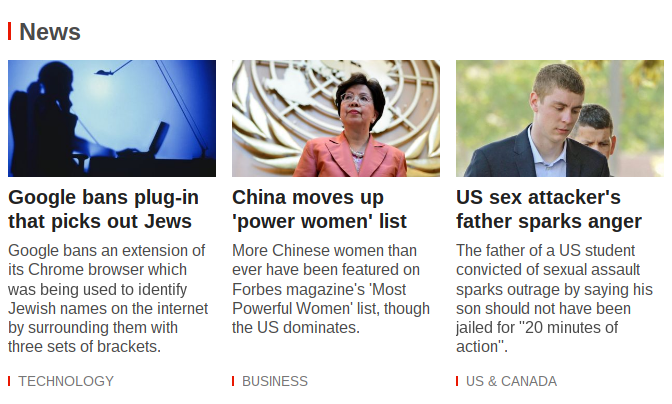 News
Google bans plug-in
that picks out Jews
Google bans an extension of
its Chrome browser which
was being used to identify
Jewish names on the internet
by surrounding them with
three sets of brackets.
TECHNOLOGY
China moves up
'power women' list
More Chinese women than
ever have been featured on
Forbes magazine's 'Most
Powerful Women' list, though
the US dominates.
BUSINESS
US sex attacker's
father sparks anger
The father of a US student
convicted of sexual assault
sparks outrage by saying his
son should not have been
jailed for "20 minutes of
action".
US & CANADA